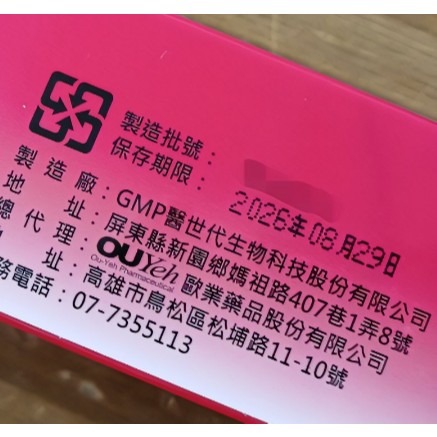 製造批號：
保存期限：2026年08月29日
製造廠：GMP醫世代生物科技股份有限公司
地址：屏東縣新園鄉媽祖路407巷1弄8號
總代理：OUYeh 歐業藥品股份有限公司
Ou-Yeh Pharmaceutical
址：高雄市鳥松區松埔路11-10號
務電話：07-7355113